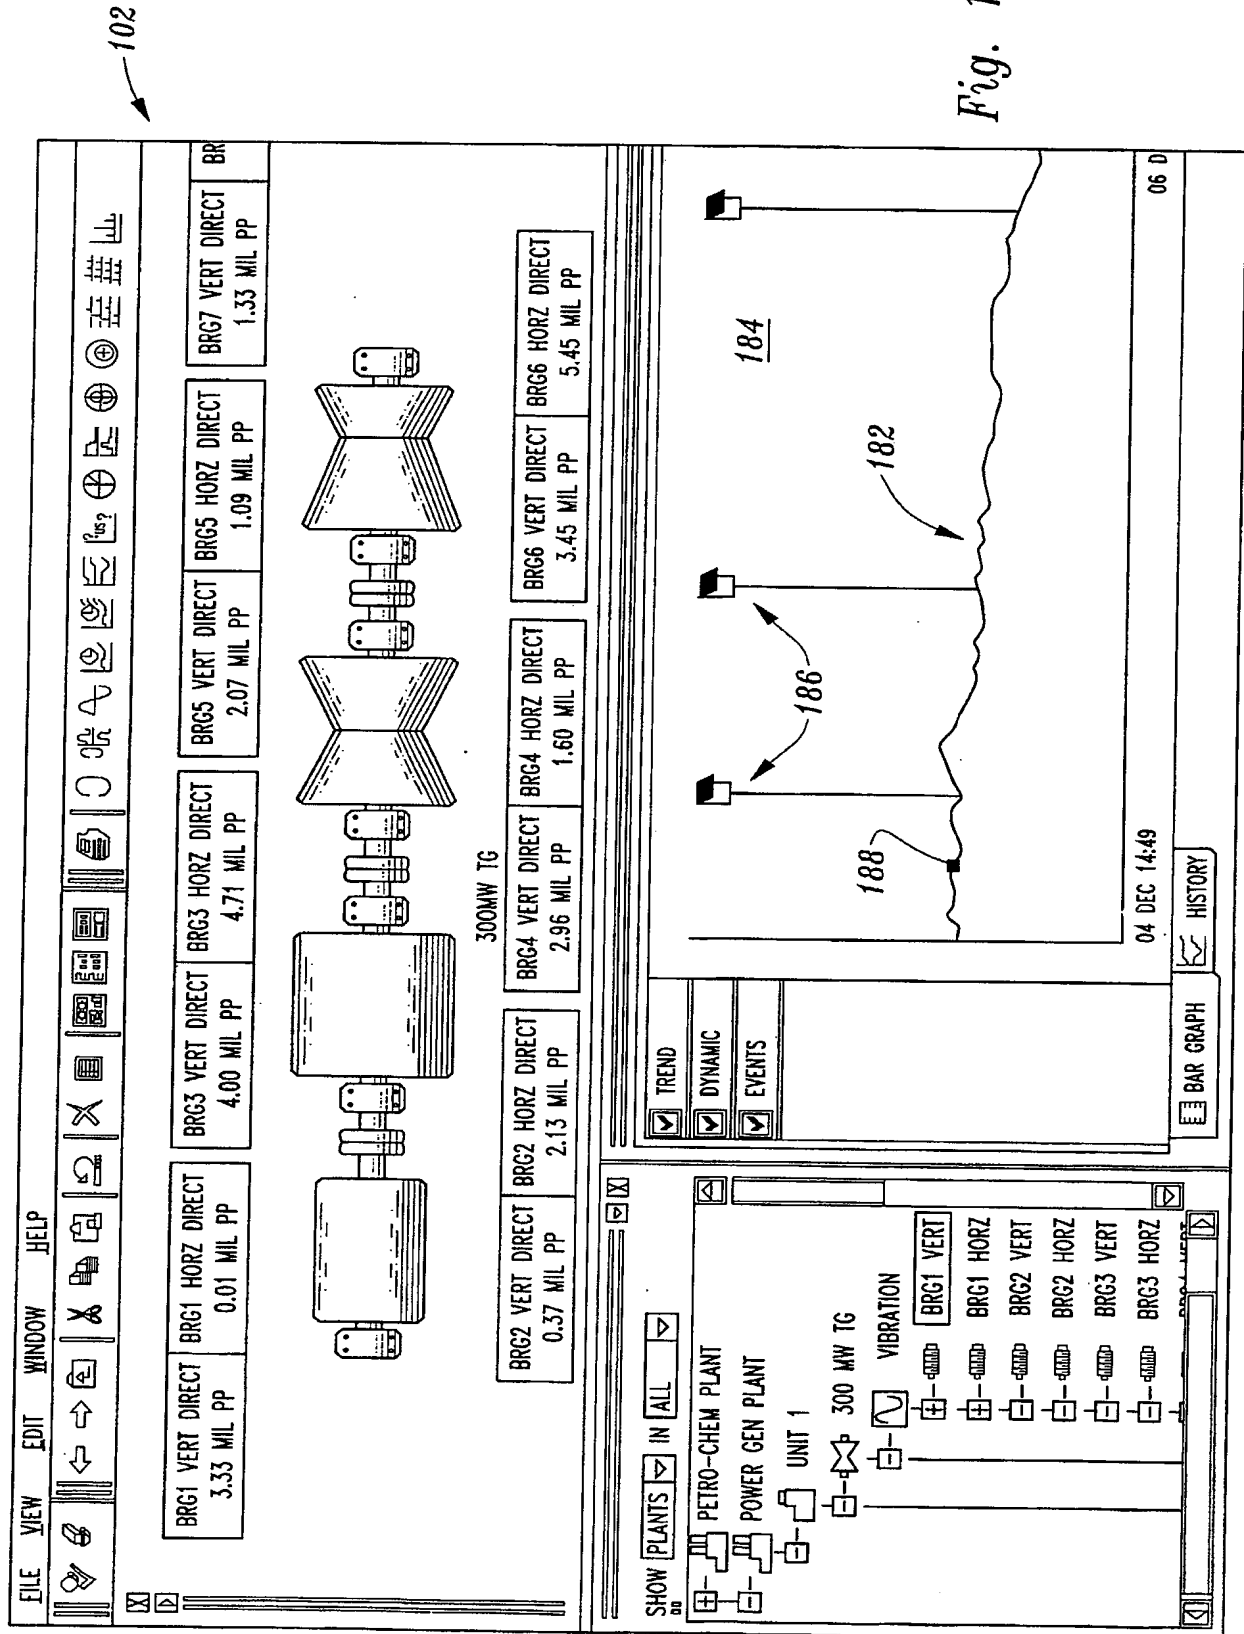 102
FILE VIEW EDIT WINDOW HELP
US?
BRG1 VERT DIRECT
3.33 MIL PP
BRG1 HORZ DIRECT
0.01 MIL PP
BRG3 VERT DIRECT
4.00 MIL PP
BRG3 HORZ DIRECT
4.71 MIL PP
BRG5 VERT DIRECT
2.07 MIL PP
BRG5 HORZ DIRECT
1.09 MIL PP
BRG7 VERT DIRECT
1.33 MIL PP
BR
300MW TG
BRG2 VERT DIRECT
0.37 MIL PP
BRG2 HORZ DIRECT
2.13 MIL PP
BRG4 VERT DIRECT
2.96 MIL PP
BRG4 HORZ DIRECT
1.60 MIL PP
BRG6 VERT DIRECT
3.45 MIL PP
BRG6 HORZ DIRECT
5.45 MIL PP
SHOW PLANTS IN ALL
PETRO-CHEM PLANT
POWER GEN PLANT
UNIT 1
300 MW TG
VIBRATION
BRG1 VERT
BRG1 HORZ
BRG2 VERT
BRG2 HORZ
BRG3 VERT
BRG3 HORZ
TREND
DYNAMIC
EVENTS
188
186
182
184
04 DEC 14:49
06 D
BAR GRAPH
HISTORY
Fig. 1